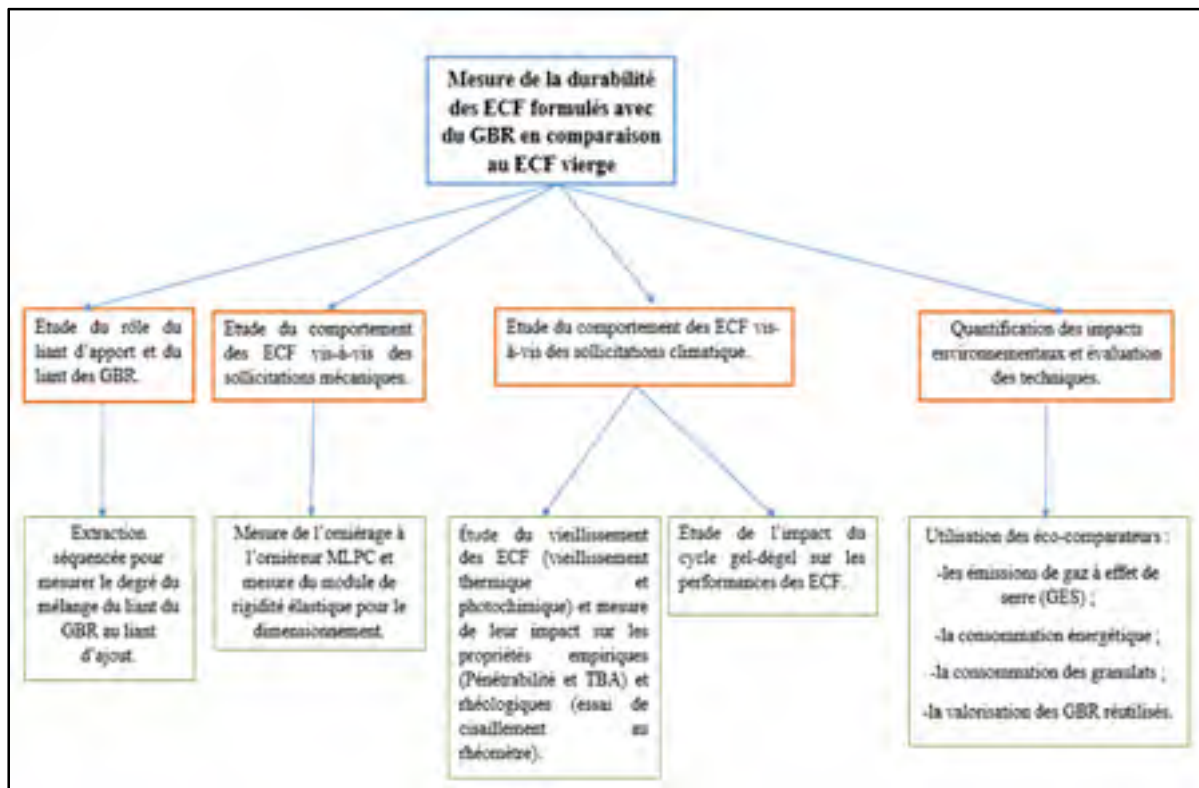 Mesure de la durabilité
des ECF formulés avec
du GBR en comparaison
au ECF vierge
Etude du rôle du
liant d'apport et du
liant des GBR.
Etude du comportement
des ECF vis-à-vis des
sollicitations mécaniques.
Etude du comportement des ECF vis-
à-vis des sollicitations climatique.
Quantification des impacts
environnementaux et évaluation
des techniques.
Extraction
séquencée pour
mesurer le degré du
mélange du liant du
GBR au liant
d'ajout.
Mesure de l'orniérage à
l'orniéreur MLPC et
mesure du module de
rigidité élastique pour le
dimensionnement.
Étude du vieillissement
des ECF (vieillissement
thermique et
photochimique) et mesure
de leur impact sur les
propriétés empiriques
(Pénétrabilité et TBA) et
rhéologiques (essai de
cisaillement au
rhéomètre).
Etude de l'impact du
cycle gel-dégel sur les
performances des ECF.
Utilisation des éco-comparateurs :
-les émissions de gaz à effet de
serre (GES) ;
-la consommation énergétique ;
-la consommation des granulats ;
-la valorisation des GBR réutilisés.